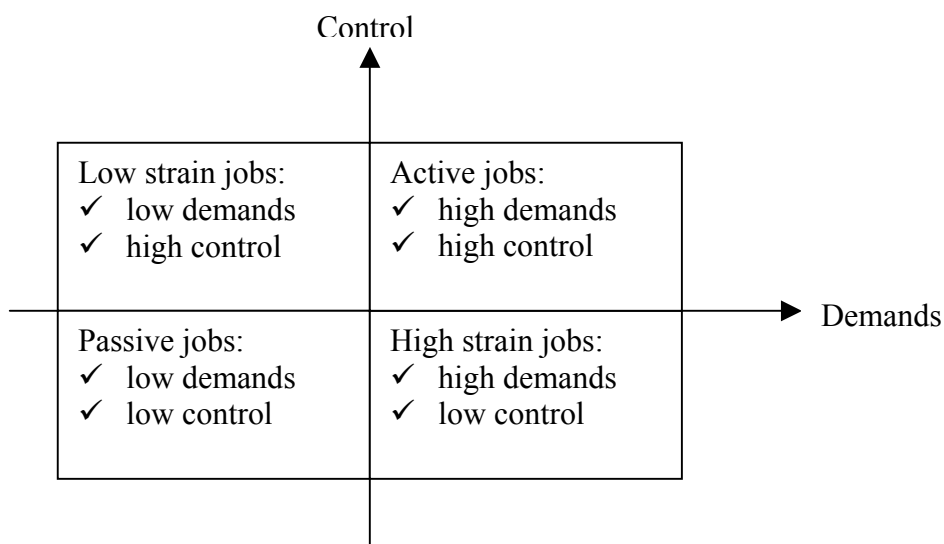 Control
Low strain jobs:
✓ low demands
✓ high control
Active jobs:
✓ high demands
✓ high control
Demands
Passive jobs:
✓ low demands
✓ low control
High strain jobs:
✓ high demands
✓ low control